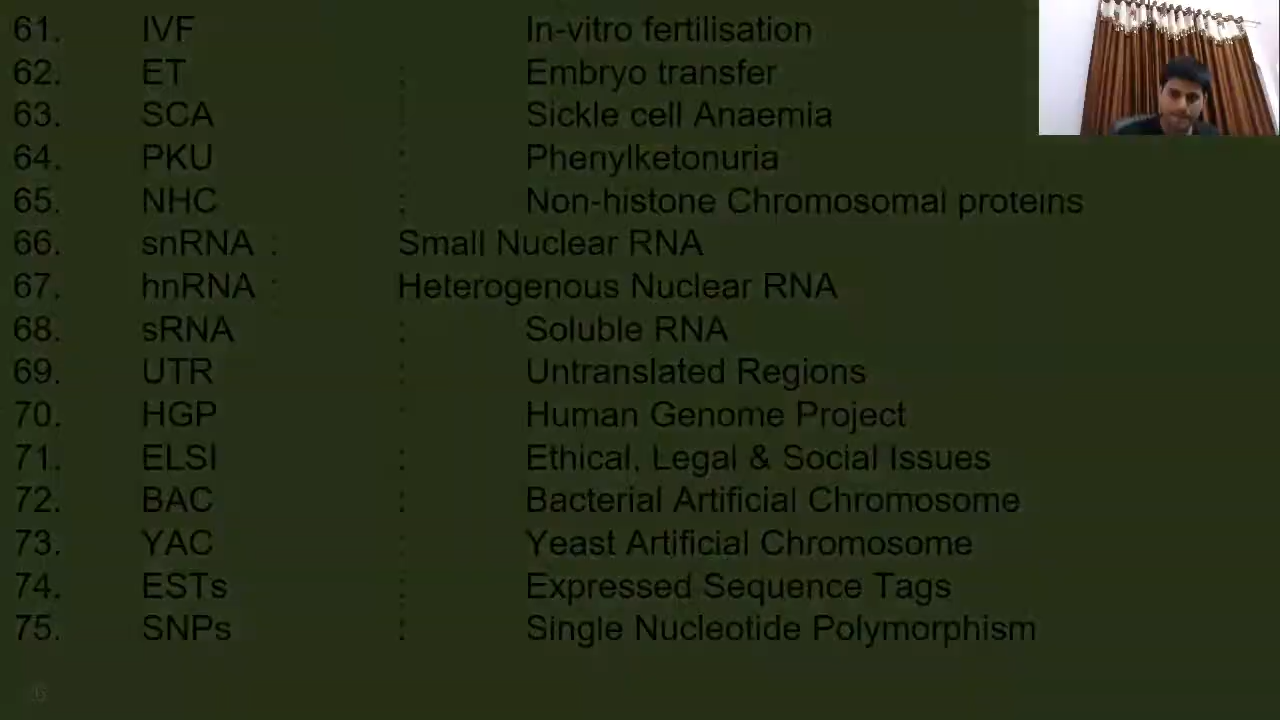 61. IVF In-vitro fertilisation
62. ET : Embryo transfer
63. SCA : Sickle cell Anaemia
64. PKU : Phenylketonuria
65. NHC : Non-histone Chromosomal proteins
66. snRNA : Small Nuclear RNA
67. hnRNA : Heterogenous Nuclear RNA
68. sRNA : Soluble RNA
69. UTR : Untranslated Regions
70. HGP : Human Genome Project
71. ELSI : Ethical, Legal & Social Issues
72. BAC : Bacterial Artificial Chromosome
73. YAC : Yeast Artificial Chromosome
74. ESTs : Expressed Sequence Tags
75. SNPs : Single Nucleotide Polymorphism
6